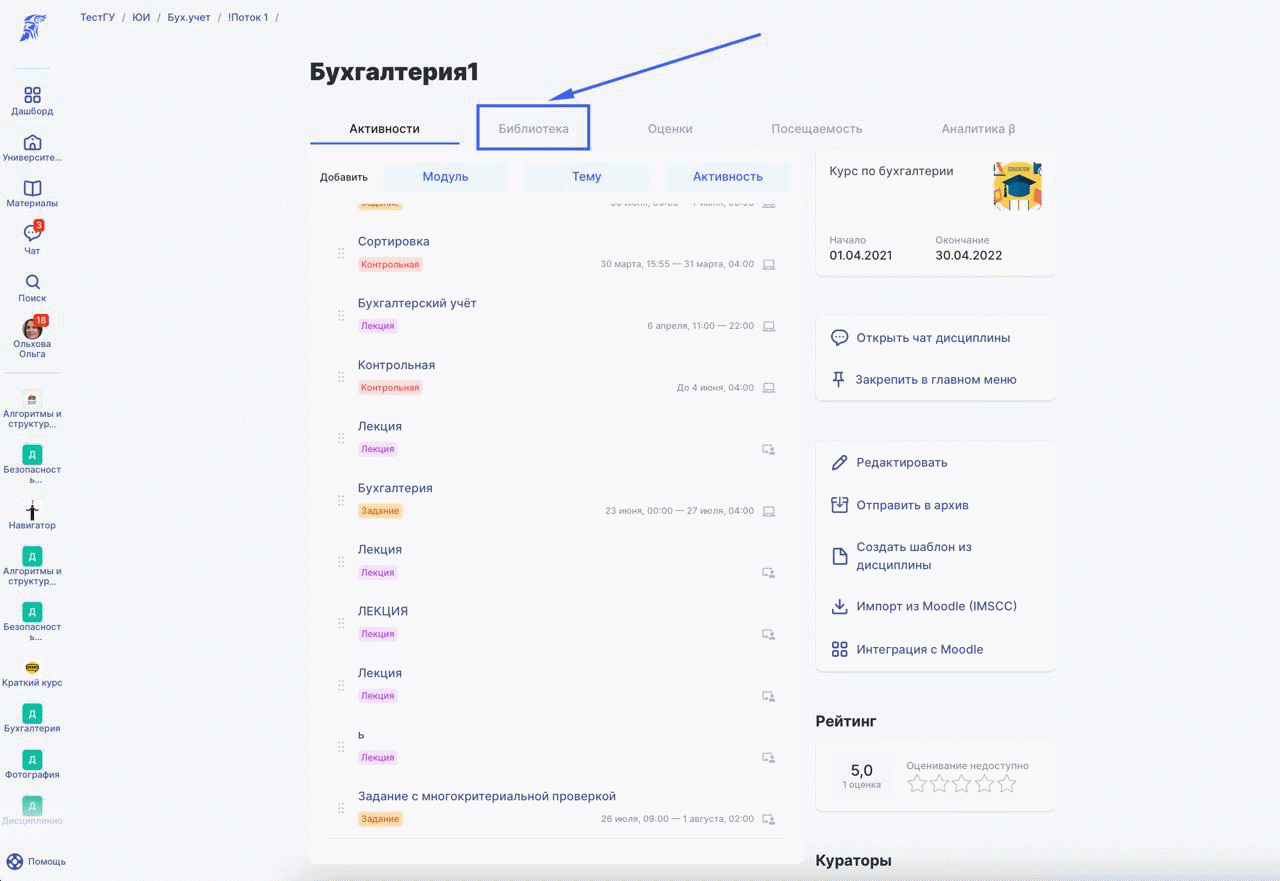 ТестГУ / ЮИ / Бух.учет / !Поток 1 /
Дашборд
Университе...
Материалы
3
Чат
Поиск
18
Ольхова
Ольга
Алгоритмы и
структур...
Д
Безопасност
ь...
Навигатор
Д
Алгоритмы и
структур...
Д
Безопасност
ь...
Краткий курс
Д
Бухгалтерия
Д
Фотография
Д
Дисциплинио
Помощь
Бухгалтерия1
Активности Библиотека Оценки Посещаемость Аналитика β
Добавить Модуль Тему Активность
Задание
Сортировка
Контрольная 30 марта, 15:55 — 31 марта, 04:00
Бухгалтерский учёт
Лекция 6 апреля, 11:00 — 22:00
Контрольная
Контрольная До 4 июня, 04:00
Лекция
Лекция
Бухгалтерия
Задание 23 июня, 00:00 — 27 июля, 04:00
Лекция
Лекция
ЛЕКЦИЯ
Лекция
Лекция
Лекция
ь
Лекция
Задание с многокритериальной проверкой
Задание 26 июля, 09:00 — 1 августа, 02:00
Курс по бухгалтерии
EDUCATION
Начало Окончание
01.04.2021 30.04.2022
Открыть чат дисциплины
Закрепить в главном меню
Редактировать
Отправить в архив
Создать шаблон из
дисциплины
Импорт из Moodle (IMSCC)
Интеграция с Moodle
Рейтинг
5,0
1 оценка
Оценивание недоступно
Кураторы